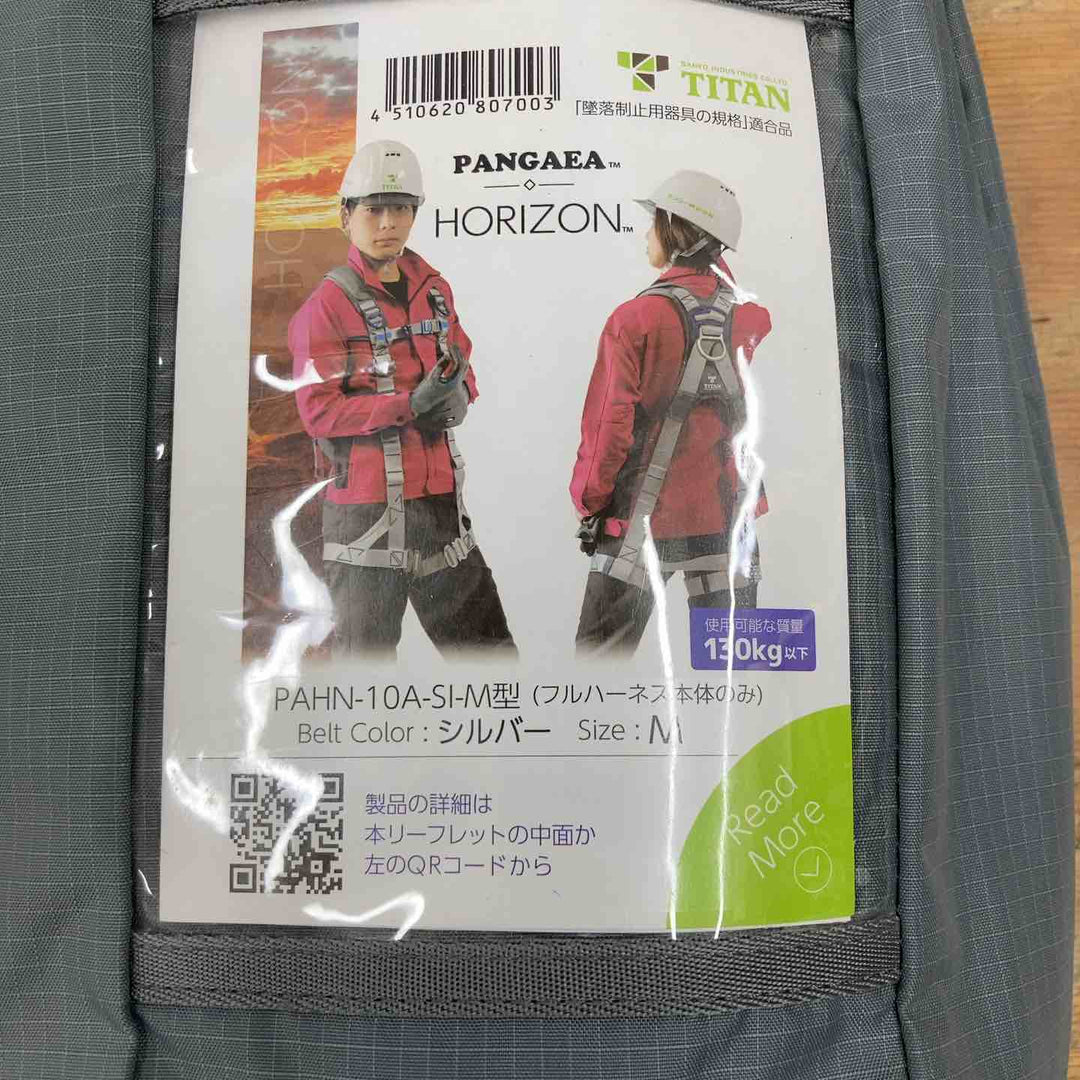 4 510620 807003
SANKO INDUSTRIES CO.,LTD
TITAN
「墜落制止用器具の規格」適合品
PANGAEA™
HORIZON™
TITAN
TITAN
使用可能な質量
130kg以下
PAHN-10A-SI-M型 (フルハーネス本体のみ)
Belt Color : シルバー Size : M
製品の詳細は
本リーフレットの中面か
左のQRコードから
Read
More